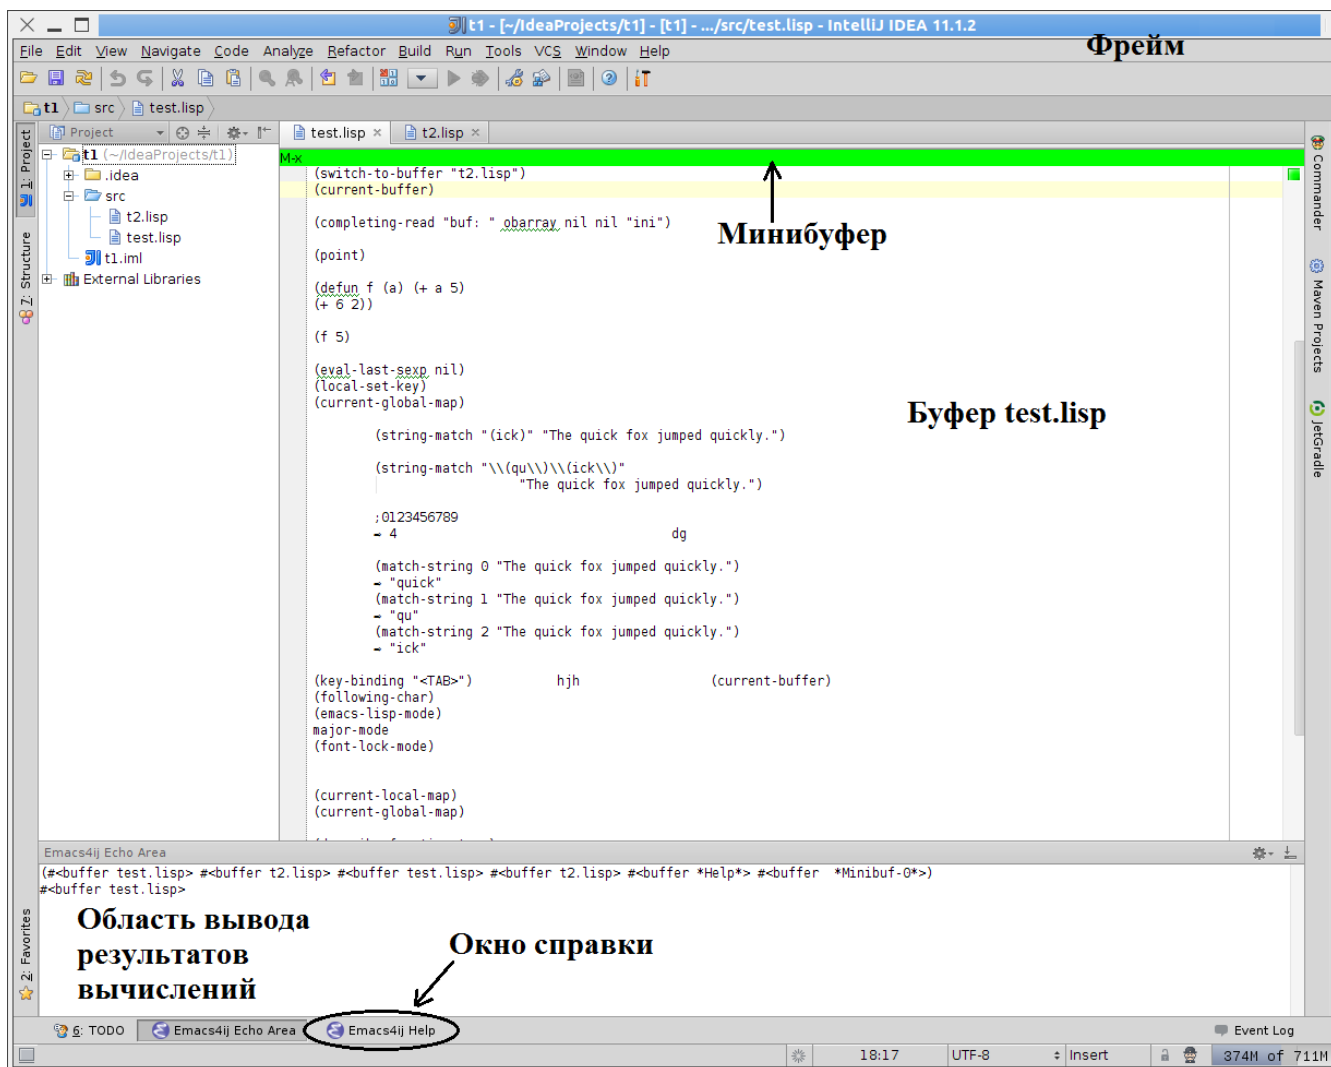 t1 - [~/IdeaProjects/t1] - [t1] - .../src/test.lisp - IntelliJ IDEA 11.1.2
File Edit View Navigate Code Analyze Refactor Build Run Tools VCS Window Help
Фрейм
t1 src test.lisp
Project
test.lisp × t2.lisp ×
1: Project
7: Structure
2: Favorites
t1 (~/IdeaProjects/t1)
.idea
src
t2.lisp
test.lisp
t1.iml
External Libraries
M-x
(switch-to-buffer "t2.lisp")
(current-buffer)
Минибуфер
(completing-read "buf: " obarray nil nil "ini")
(point)
(defun f (a) (+ a 5)
(+ 6 2))
(f 5)
(eval-last-sexp nil)
(local-set-key)
(current-global-map)
Буфер test.lisp
(string-match "(ick)" "The quick fox jumped quickly.")
(string-match "\\(qu\\)\\(ick\\)"
"The quick fox jumped quickly.")
;0123456789
⇒ 4 dg
(match-string 0 "The quick fox jumped quickly.")
⇒ "quick"
(match-string 1 "The quick fox jumped quickly.")
⇒ "qu"
(match-string 2 "The quick fox jumped quickly.")
⇒ "ick"
(key-binding "<TAB>") hjh (current-buffer)
(following-char)
(emacs-lisp-mode)
major-mode
(font-lock-mode)
(current-local-map)
(current-global-map)
Commander
Maven Projects
JetGradle
Emacs4ij Echo Area
(#<buffer test.lisp> #<buffer t2.lisp> #<buffer test.lisp> #<buffer t2.lisp> #<buffer *Help*> #<buffer  *Minibuf-0*>)
#<buffer test.lisp>
Область вывода
результатов
вычислений
Окно справки
6: TODO Emacs4ij Echo Area Emacs4ij Help Event Log
18:17 UTF-8 Insert 374M of 711M